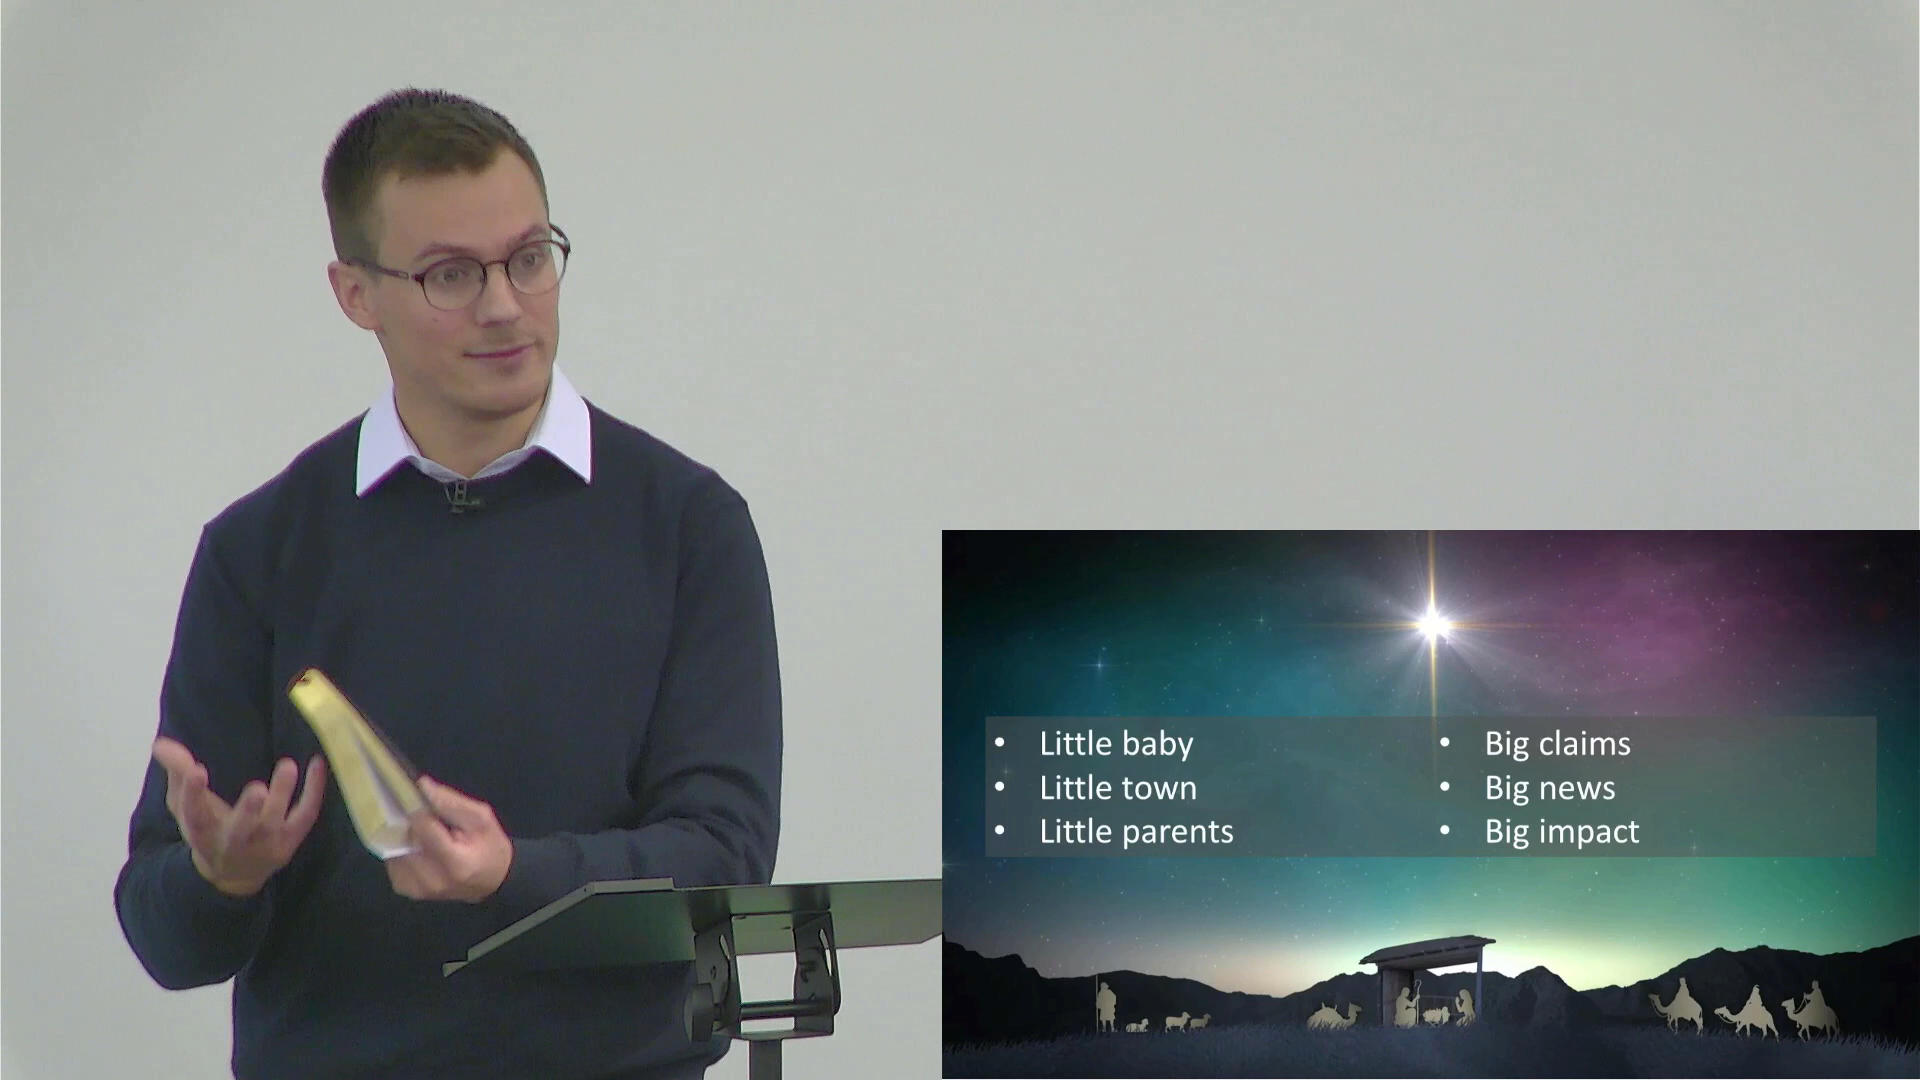 • Little baby
• Little town
• Little parents
• Big claims
• Big news
• Big impact